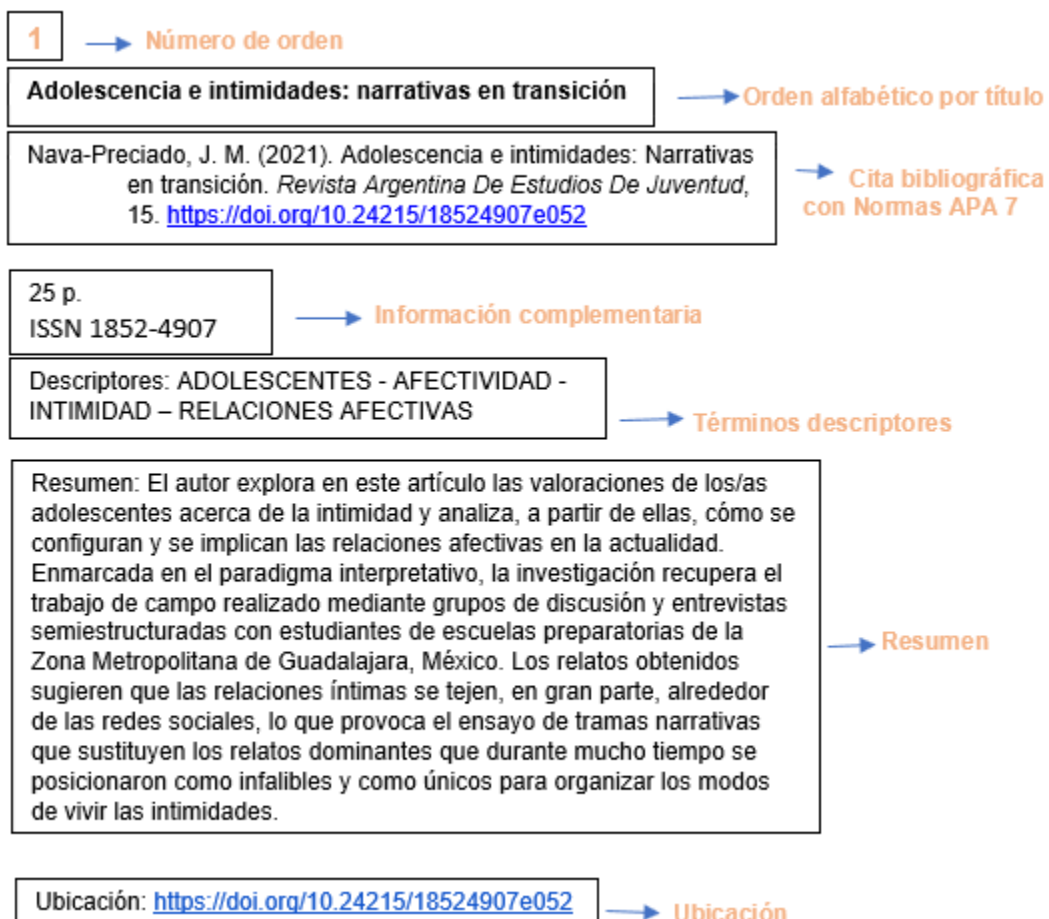 1
Número de orden
Adolescencia e intimidades: narrativas en transición
Orden alfabético por título
Nava-Preciado, J. M. (2021). Adolescencia e intimidades: Narrativas
en transición. Revista Argentina De Estudios De Juventud,
15. https://doi.org/10.24215/18524907e052
Cita bibliográfica
con Normas APA 7
25 p.
ISSN 1852-4907
Información complementaria
Descriptores: ADOLESCENTES - AFECTIVIDAD -
INTIMIDAD – RELACIONES AFECTIVAS
Términos descriptores
Resumen: El autor explora en este artículo las valoraciones de los/as
adolescentes acerca de la intimidad y analiza, a partir de ellas, cómo se
configuran y se implican las relaciones afectivas en la actualidad.
Enmarcada en el paradigma interpretativo, la investigación recupera el
trabajo de campo realizado mediante grupos de discusión y entrevistas
semiestructuradas con estudiantes de escuelas preparatorias de la
Zona Metropolitana de Guadalajara, México. Los relatos obtenidos
sugieren que las relaciones íntimas se tejen, en gran parte, alrededor
de las redes sociales, lo que provoca el ensayo de tramas narrativas
que sustituyen los relatos dominantes que durante mucho tiempo se
posicionaron como infalibles y como únicos para organizar los modos
de vivir las intimidades.
Resumen
Ubicación: https://doi.org/10.24215/18524907e052
Ubicación